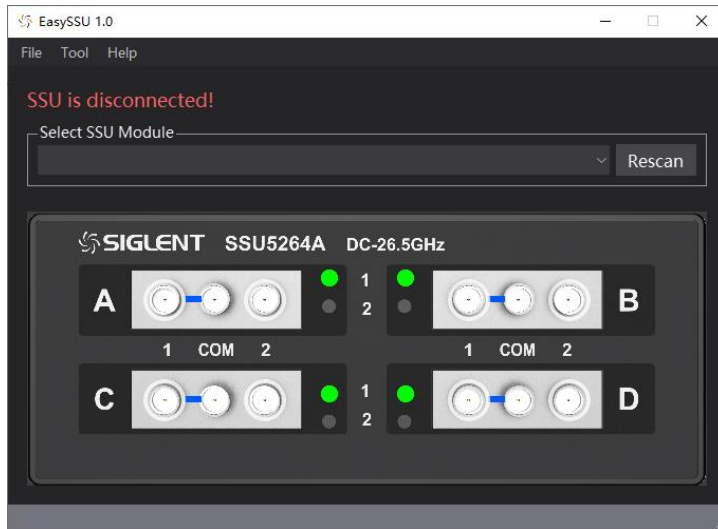 EasySSU 1.0
File Tool Help
SSU is disconnected!
Select SSU Module
Rescan
SIGLENT SSU5264A DC-26.5GHz
A 1 B
2
1 COM 2 1 COM 2
C 1 D
2